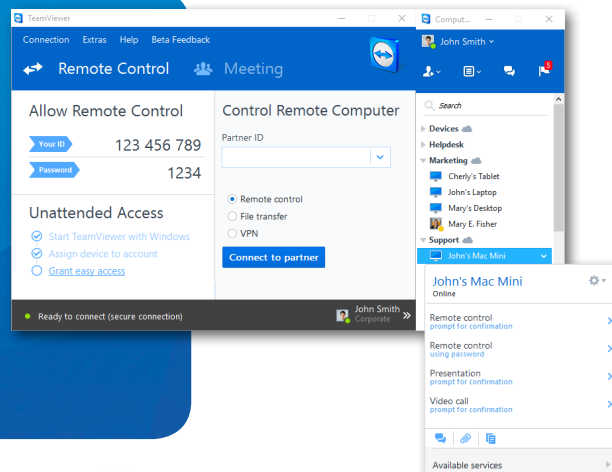 TeamViewer
Connection Extras Help Beta Feedback
Remote Control Meeting
Allow Remote Control
Your ID 123 456 789
Password 1234
Unattended Access
Start TeamViewer with Windows
Assign device to account
Grant easy access
Control Remote Computer
Partner ID
Remote control
File transfer
VPN
Connect to partner
Ready to connect (secure connection)
John Smith
Corporate
Comput...
John Smith
5
Search
Devices
Helpdesk
Marketing
Cherly's Tablet
John's Laptop
Mary's Desktop
Mary E. Fisher
Support
John's Mac Mini
John's Mac Mini
Online
Remote control
prompt for confirmation
Remote control
using password
Presentation
prompt for confirmation
Video call
prompt for confirmation
Available services